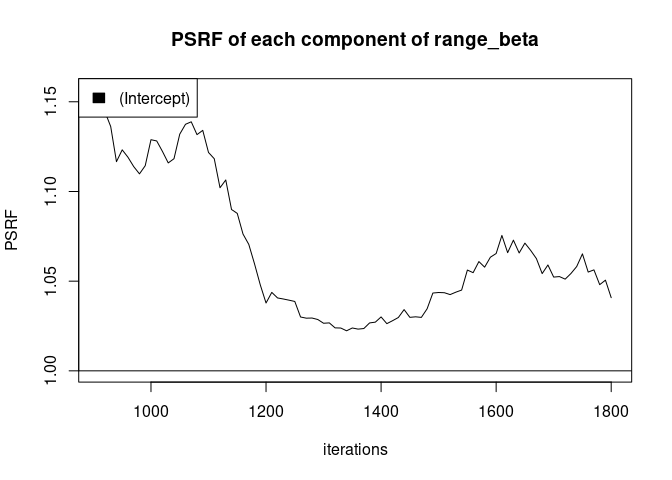 PSRF of each component of range_beta
(Intercept)
PSRF
1.15
1.10
1.05
1.00
1000 1200 1400 1600 1800
iterations